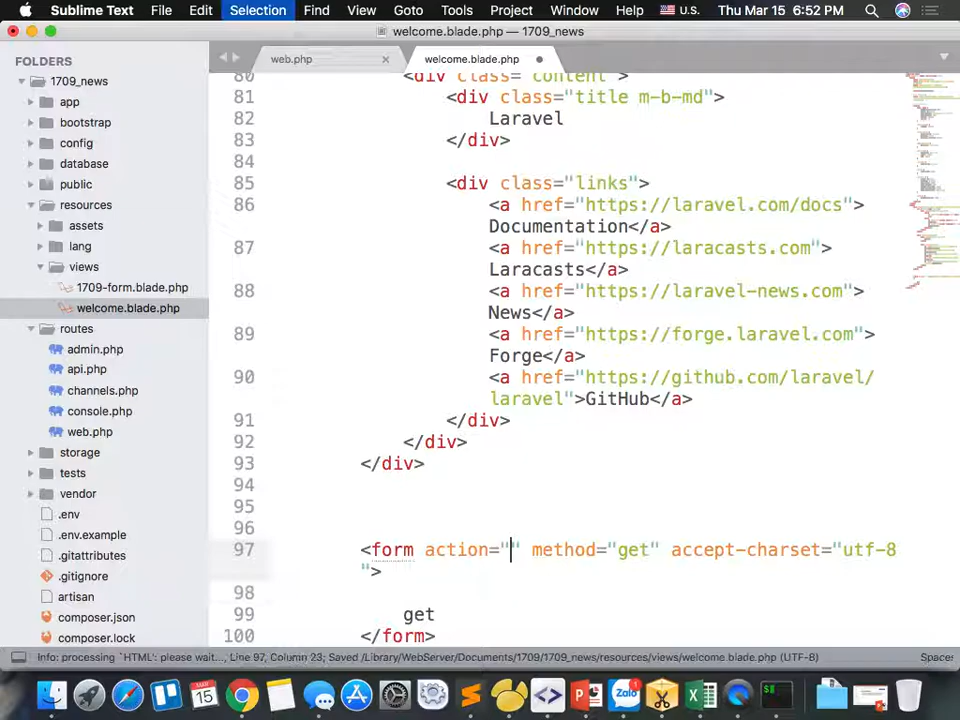 Sublime Text File Edit Selection Find View Goto Tools Project Window Help U.S. Thu Mar 15 6:52 PM
welcome.blade.php — 1709_news
FOLDERS
1709_news
app
bootstrap
config
database
public
resources
assets
lang
views
1709-form.blade.php
welcome.blade.php
routes
admin.php
api.php
channels.php
console.php
web.php
storage
tests
vendor
.env
.env.example
.gitattributes
.gitignore
artisan
composer.json
composer.lock
web.php welcome.blade.php
80 <div class="content">
81 <div class="title m-b-md">
82 Laravel
83 </div>
84
85 <div class="links">
86 <a href="https://laravel.com/docs">
Documentation</a>
87 <a href="https://laracasts.com">
Laracasts</a>
88 <a href="https://laravel-news.com">
News</a>
89 <a href="https://forge.laravel.com">
Forge</a>
90 <a href="https://github.com/laravel/
laravel">GitHub</a>
91 </div>
92 </div>
93 </div>
94
95
96
97 <form action="" method="get" accept-charset="utf-8
">
98
99 get
100 </form>
Info: processing `HTML': please wait..., Line 97, Column 23; Saved /Library/WebServer/Documents/1709/1709_news/resources/views/welcome.blade.php (UTF-8) Space
15
Zalo
1